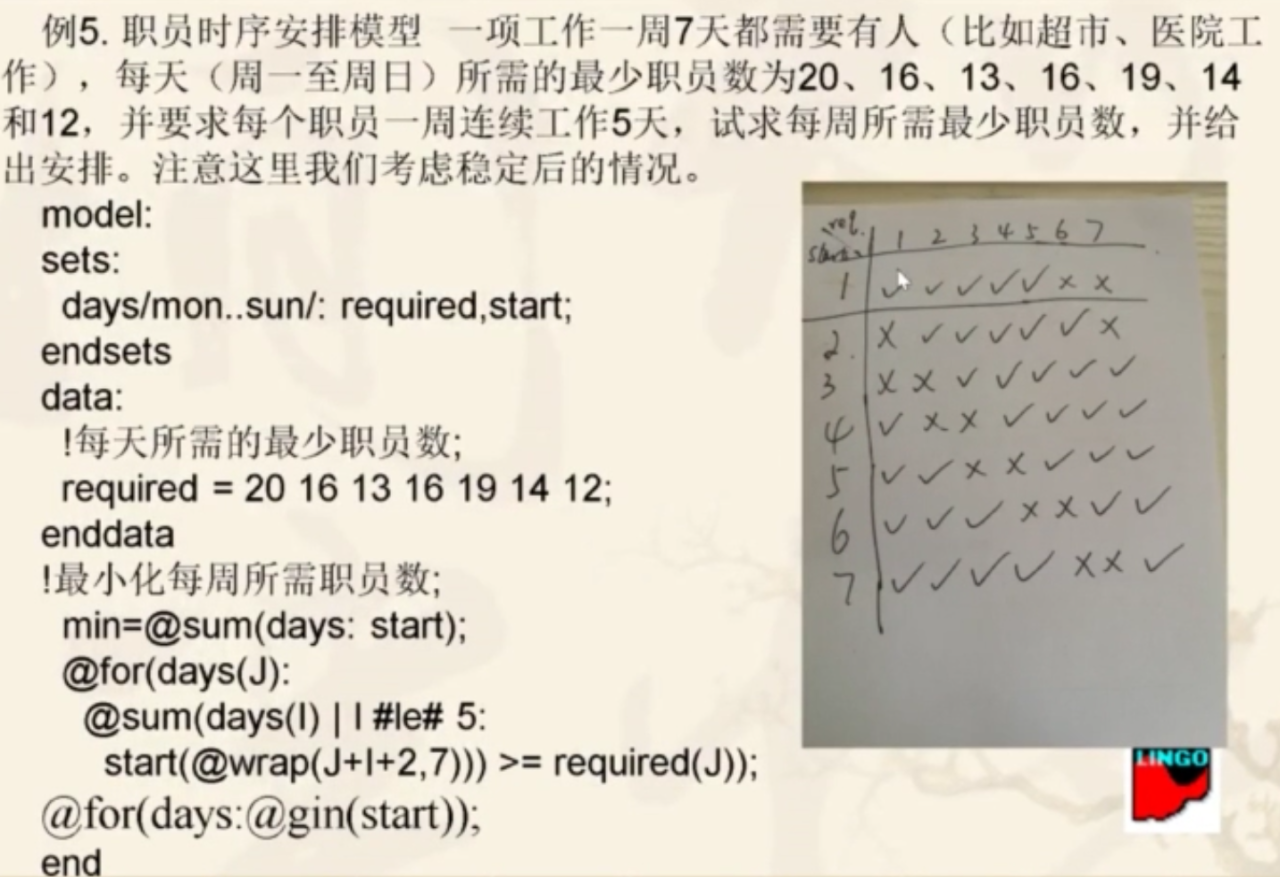 例5. 职员时序安排模型 一项工作一周7天都需要有人（比如超市、医院工
作），每天（周一至周日）所需的最少职员数为20、16、13、16、19、14
和12，并要求每个职员一周连续工作5天，试求每周所需最少职员数，并给
出安排。注意这里我们考虑稳定后的情况。
model:
sets:
days/mon..sun/: required,start;
endsets
data:
!每天所需的最少职员数;
required = 20 16 13 16 19 14 12;
enddata
!最小化每周所需职员数;
min=@sum(days: start);
@for(days(J):
@sum(days(I) | I #le# 5:
start(@wrap(J+I+2,7))) >= required(J));
@for(days:@gin(start));
end
req.
1 2 3 4 5 6 7
1 ✓ ✓ ✓ ✓ ✓ × ×
2. × ✓ ✓ ✓ ✓ ✓ ×
3 × × ✓ ✓ ✓ ✓ ✓
4 ✓ × × ✓ ✓ ✓ ✓
5 ✓ ✓ × × ✓ ✓ ✓
6 ✓ ✓ ✓ × × ✓ ✓
7 ✓ ✓ ✓ ✓ × × ✓
LINGO